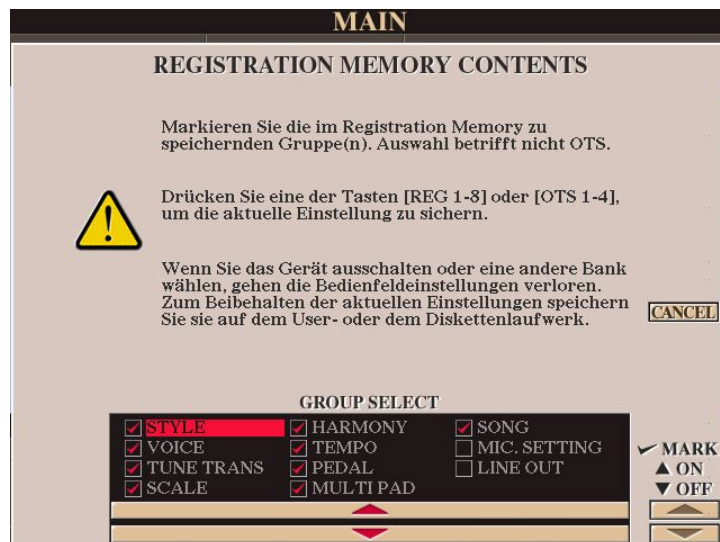 MAIN
REGISTRATION MEMORY CONTENTS
Markieren Sie die im Registration Memory zu
speichernden Gruppe(n). Auswahl betrifft nicht OTS.
Drücken Sie eine der Tasten [REG 1-8] oder [OTS 1-4],
um die aktuelle Einstellung zu sichern.
Wenn Sie das Gerät ausschalten oder eine andere Bank
wählen, gehen die Bedienfeldeinstellungen verloren.
Zum Beibehalten der aktuellen Einstellungen speichern
Sie sie auf dem User- oder dem Diskettenlaufwerk.
CANCEL
GROUP SELECT
STYLE HARMONY SONG
VOICE TEMPO MIC. SETTING
TUNE TRANS PEDAL LINE OUT
SCALE MULTI PAD
MARK
ON
OFF